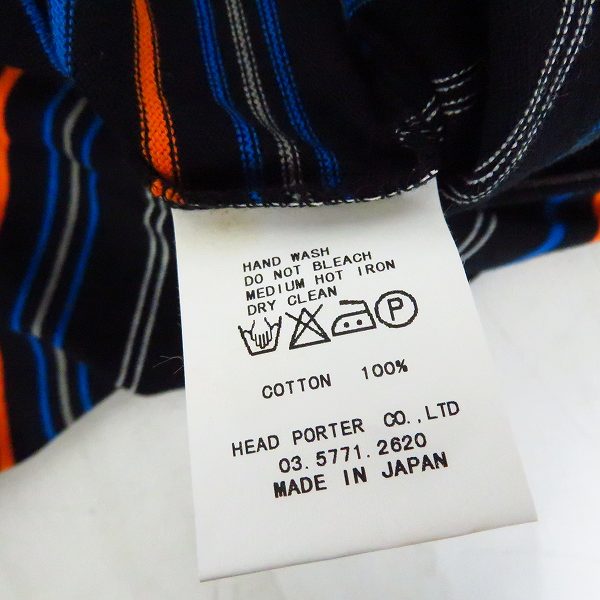 HAND WASH
DO NOT BLEACH
MEDIUM HOT IRON
DRY CLEAN
P
COTTON 100%
HEAD PORTER CO.,LTD
03.5771.2620
MADE IN JAPAN